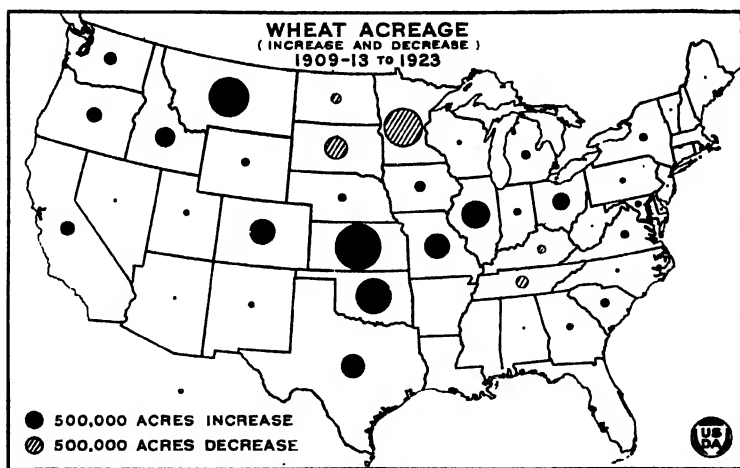 WHEAT ACREAGE
( INCREASE AND DECREASE )
1909-13 TO 1923
500,000 ACRES INCREASE
500,000 ACRES DECREASE
US
DA